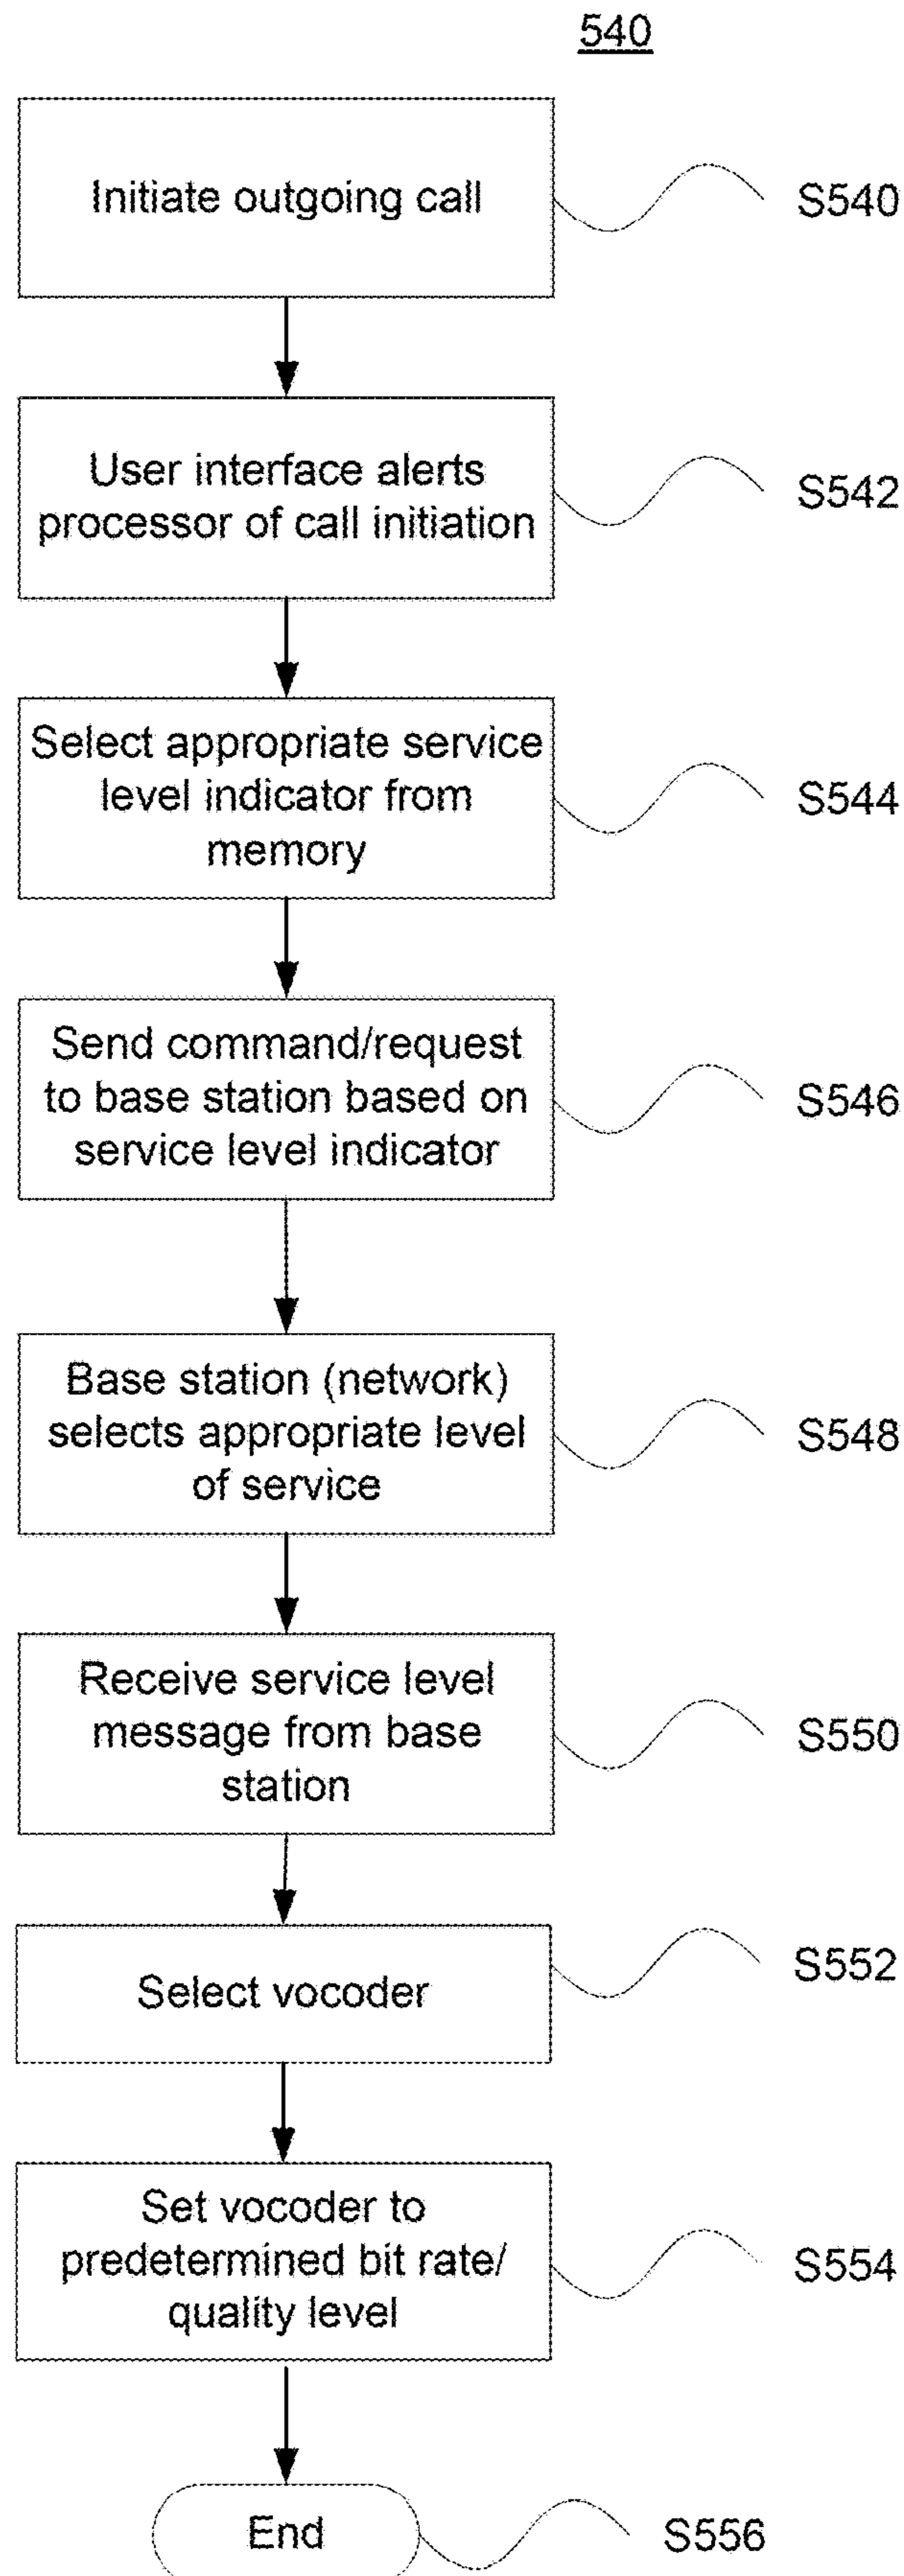 540
Initiate outgoing call
S540
User interface alerts
processor of call initiation
S542
Select appropriate service
level indicator from
memory
S544
Send command/request
to base station based on
service level indicator
S546
Base station (network)
selects appropriate level
of service
S548
Receive service level
message from base
station
S550
Select vocoder
S552
Set vocoder to
predetermined bit rate/
quality level
S554
End
S556